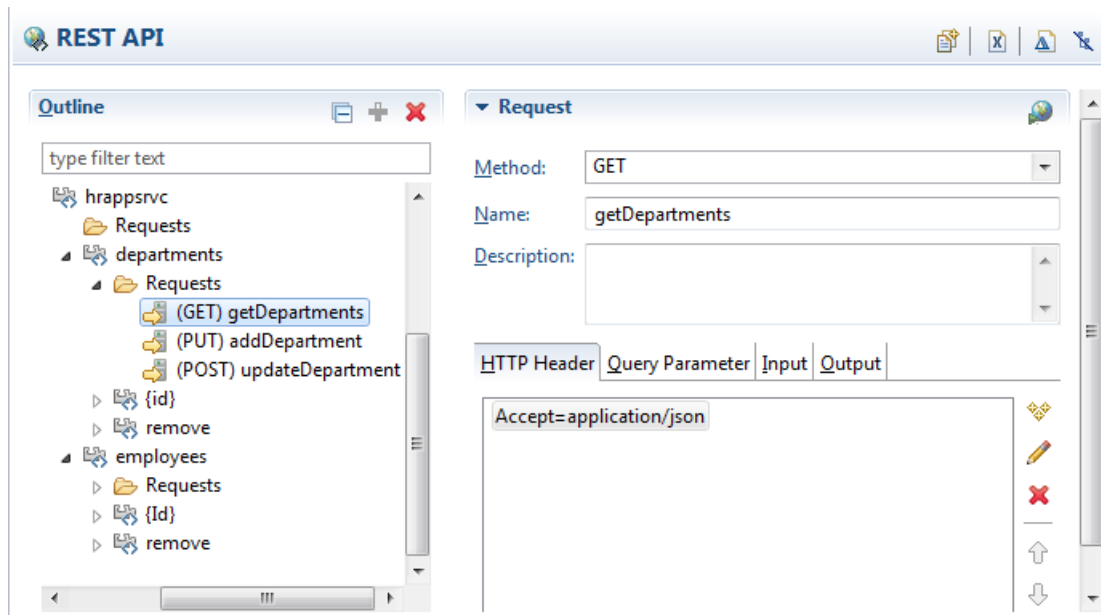 REST API
Outline
type filter text
hrappsrvc
Requests
departments
Requests
(GET) getDepartments
(PUT) addDepartment
(POST) updateDepartment
{id}
remove
employees
Requests
{Id}
remove
Request
Method: GET
Name: getDepartments
Description:
HTTP Header Query Parameter Input Output
Accept=application/json